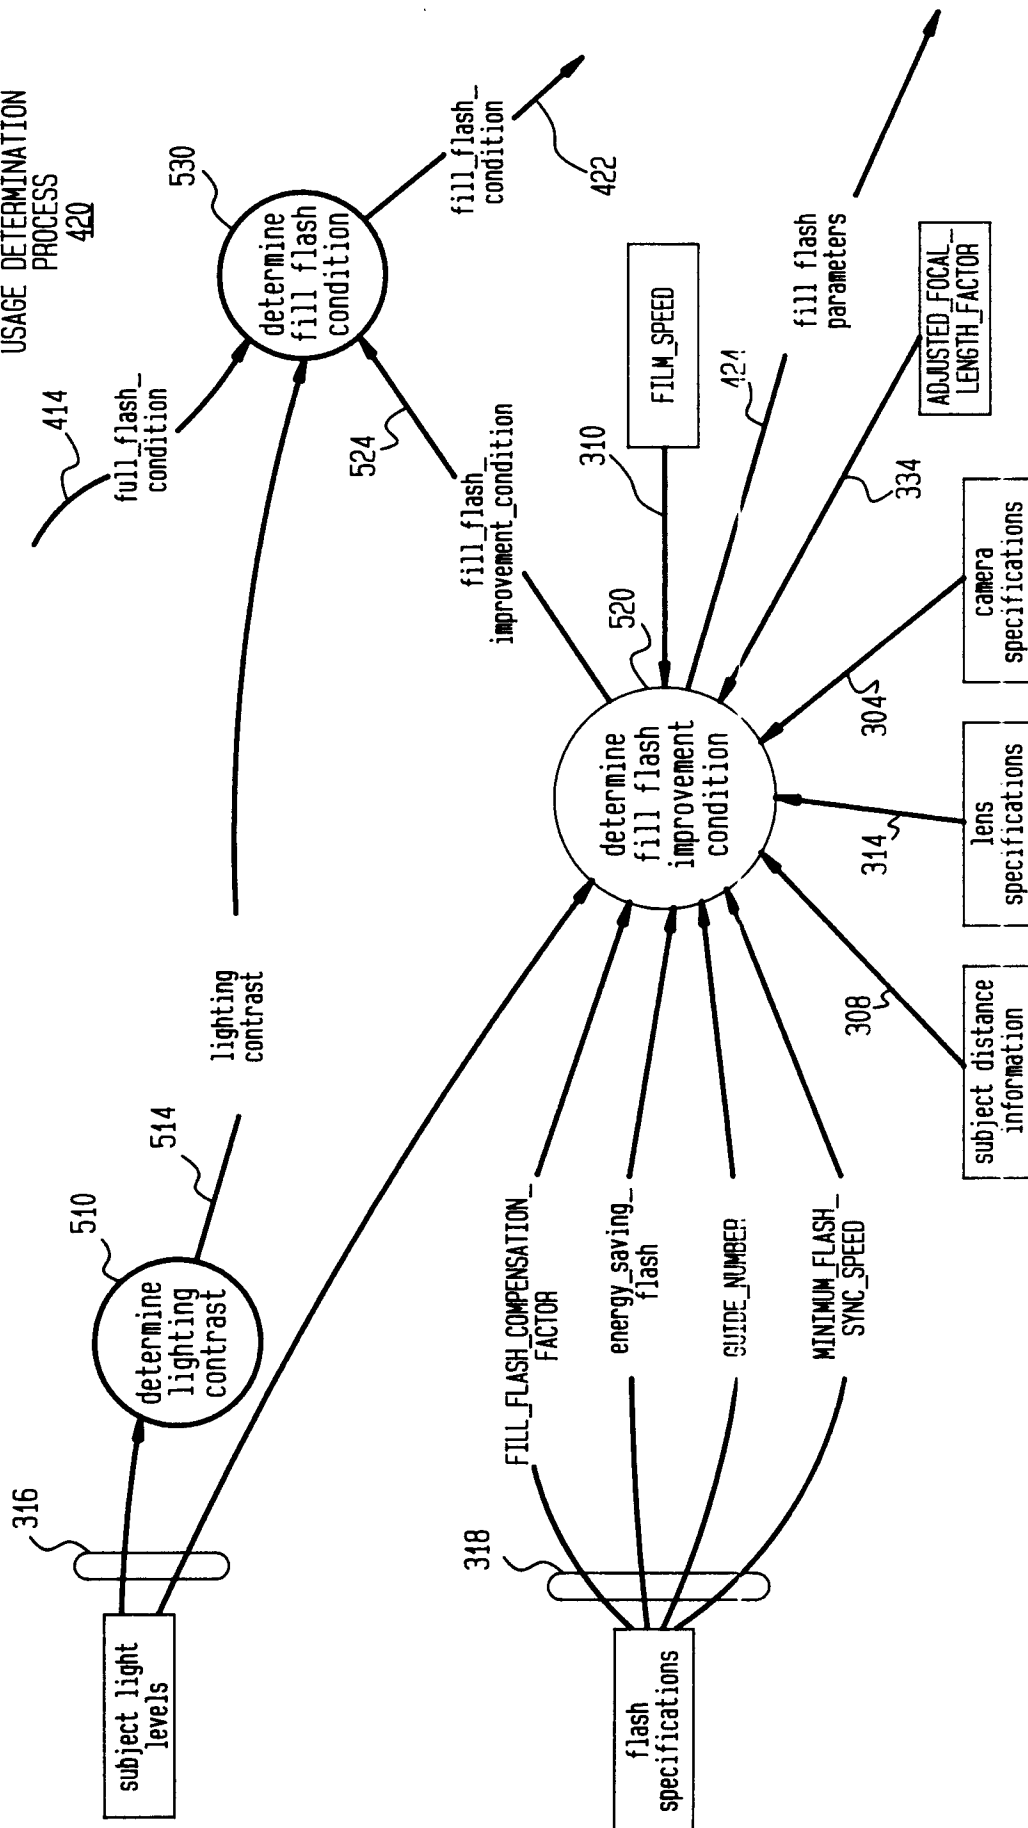 USAGE DETERMINATION
PROCESS
420
414
full_flash_
condition
530
determine
fill flash
condition
fill_flash_
condition
422
524
fill_flash_
improvement_condition
lighting
contrast
514
510
determine
lighting
contrast
316
subject light
levels
FILM_SPEED
310
520
determine
fill flash
improvement
condition
424
fill flash
parameters
ADJUSTED_FOCAL_
LENGTH_FACTOR
334
camera
specifications
304
lens
specifications
314
subject distance
information
308
FILL_FLASH_COMPENSATION_
FACTOR
energy_saving_
flash
GUIDE_NUMBER
MINIMUM_FLASH_
SYNC_SPEED
318
flash
specifications